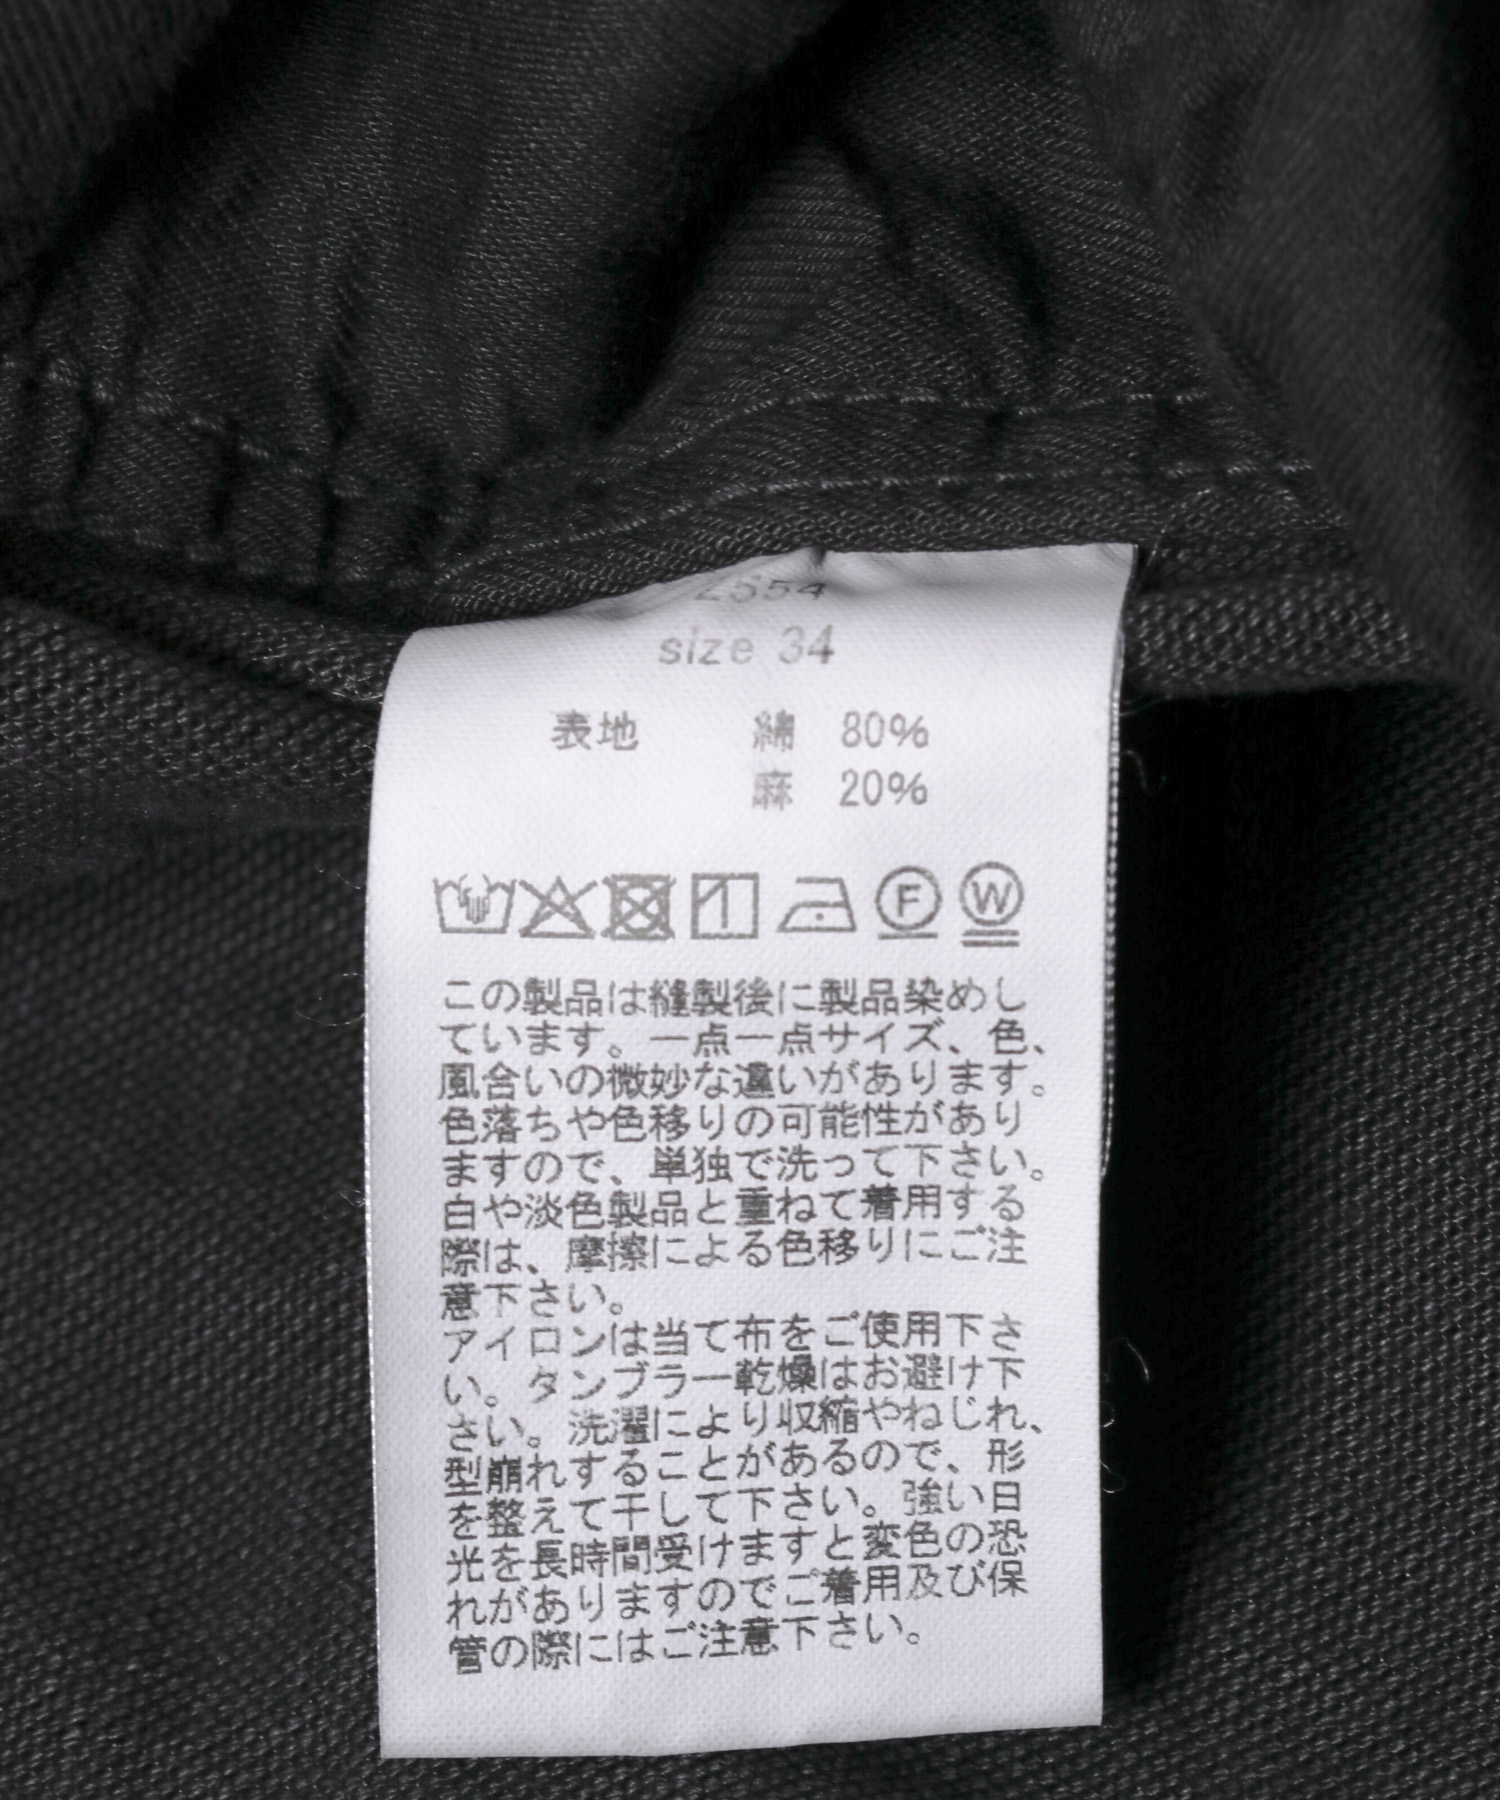 2554
size 34
表地 綿 80%
麻 20%
F W
この製品は縫製後に製品染めし
ています。一点一点サイズ、色、
風合いの微妙な違いがあります。
色落ちや色移りの可能性があり
ますので、単独で洗って下さい。
白や淡色製品と重ねて着用する
際は、摩擦による色移りにご注
意下さい。
アイロンは当て布をご使用下さ
い。タンブラー乾燥はお避け下
さい。洗濯により収縮やねじれ、
型崩れすることがあるので、形
を整えて干して下さい。強い日
光を長時間受けますと変色の恐
れがありますのでご着用及び保
管の際にはご注意下さい。